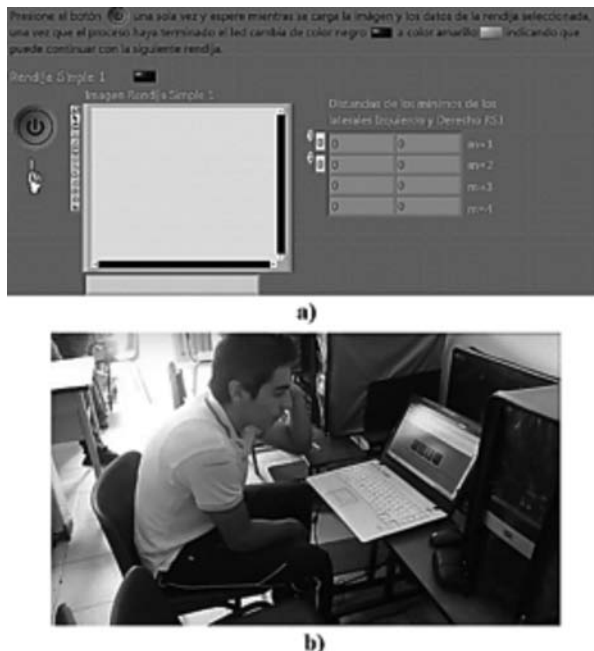 Presione el botón una sola vez y espere mientras se carga la imágen y los datos de la rendija seleccionada,
una vez que el proceso haya terminado el led cambia de color negro a color amarillo indicando que
puede continuar con la siguiente rendija.
Rendija Simple 1
Imagen Rendija Simple 1
Distancias de los mínimos de los
laterales Izquierdo y Derecho RS1
0 0 0 m=1
0 0 0 m=2
0 0 m=3
0 0 m=4
a)
b)